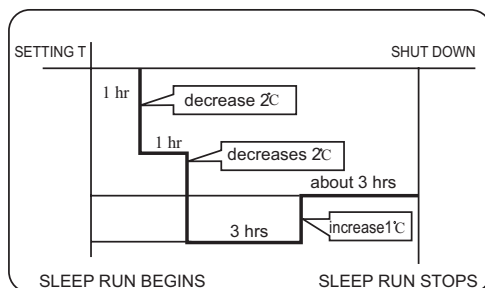 SETTING T SHUT DOWN
1 hr
decrease 2℃
1 hr
decreases 2℃
about 3 hrs
3 hrs
increase1℃
SLEEP RUN BEGINS SLEEP RUN STOPS